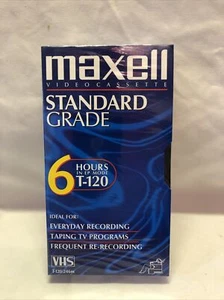 maxell
VIDEOCASSETTE
STANDARD
GRADE
6 HOURS
IN EP MODE
T-120
IDEAL FOR:
EVERYDAY RECORDING
TAPING TV PROGRAMS
FREQUENT RE-RECORDING
VHS